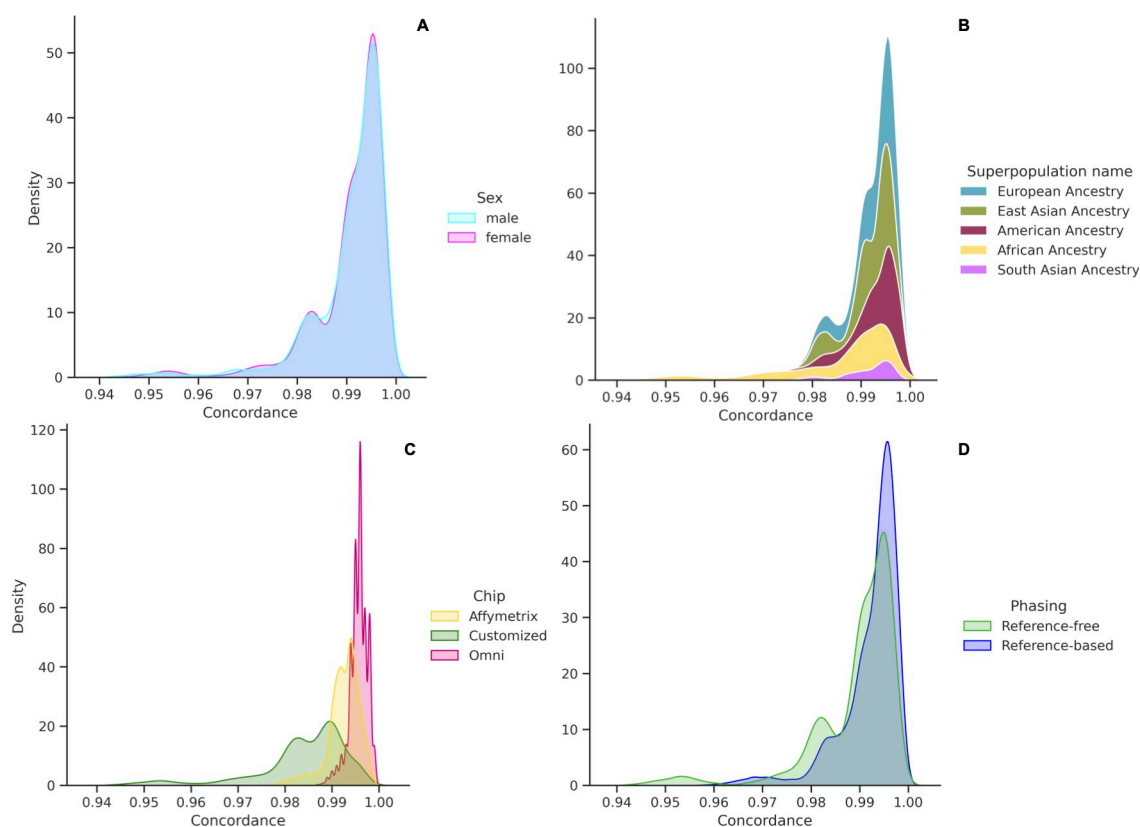 A
50
40
30
20
10
0
Density
0.94 0.95 0.96 0.97 0.98 0.99 1.00
Concordance
Sex
male
female
B
100
80
60
40
20
0
0.94 0.95 0.96 0.97 0.98 0.99 1.00
Concordance
Superpopulation name
European Ancestry
East Asian Ancestry
American Ancestry
African Ancestry
South Asian Ancestry
C
120
100
80
60
40
20
0
Density
0.94 0.95 0.96 0.97 0.98 0.99 1.00
Concordance
Chip
Affymetrix
Customized
Omni
D
60
50
40
30
20
10
0
0.94 0.95 0.96 0.97 0.98 0.99 1.00
Concordance
Phasing
Reference-free
Reference-based